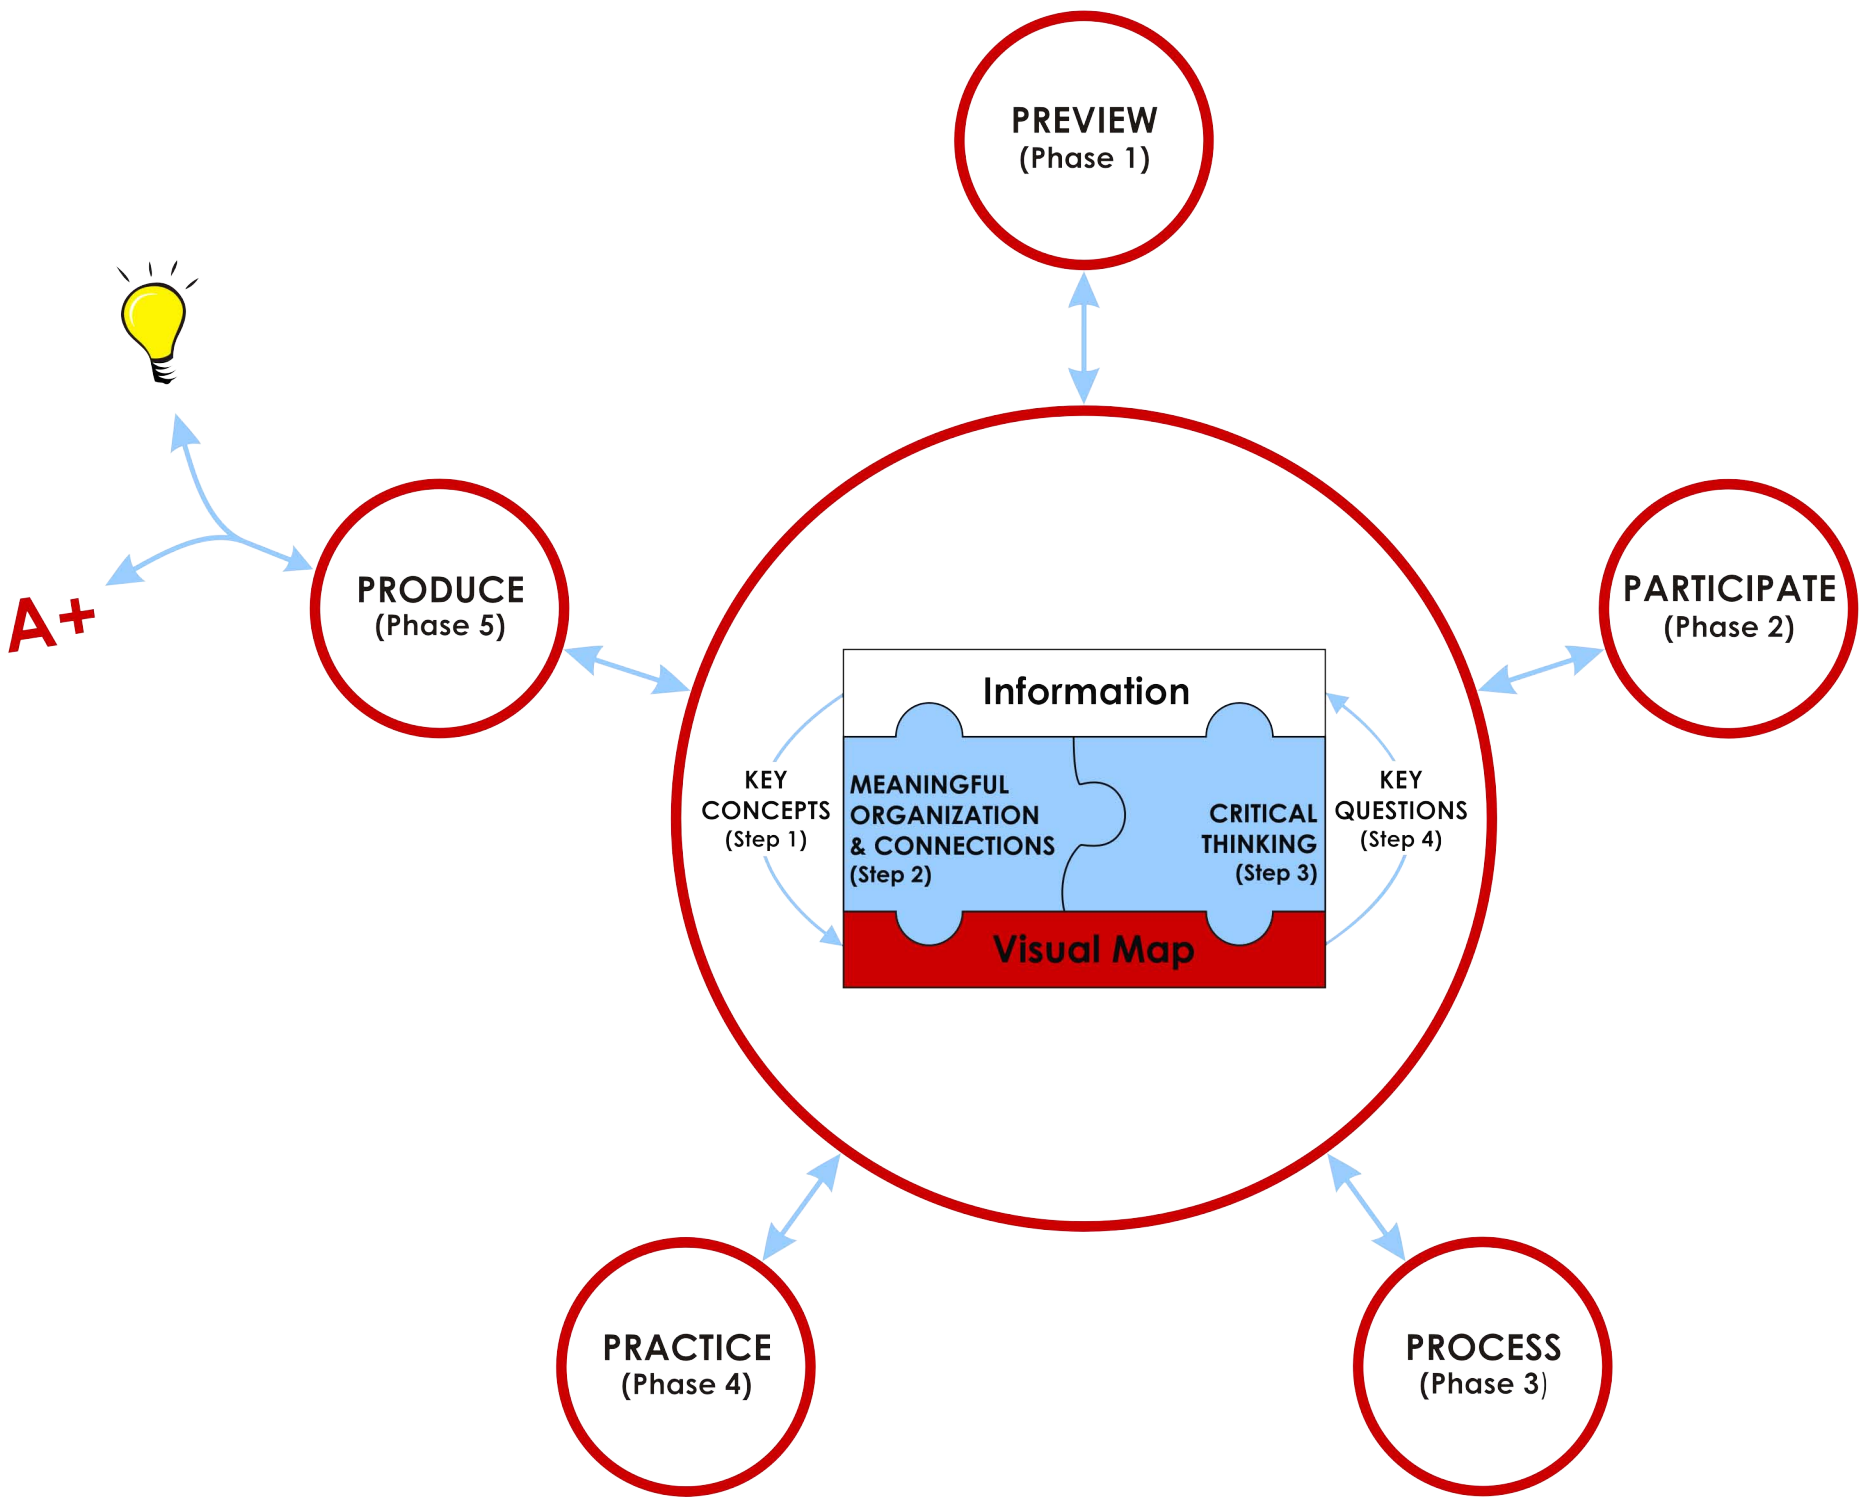 PREVIEW
(Phase 1)
PARTICIPATE
(Phase 2)
PROCESS
(Phase 3)
PRACTICE
(Phase 4)
PRODUCE
(Phase 5)
A+
Information
KEY
CONCEPTS
(Step 1)
MEANINGFUL
ORGANIZATION
& CONNECTIONS
(Step 2)
CRITICAL
THINKING
(Step 3)
KEY
QUESTIONS
(Step 4)
Visual Map